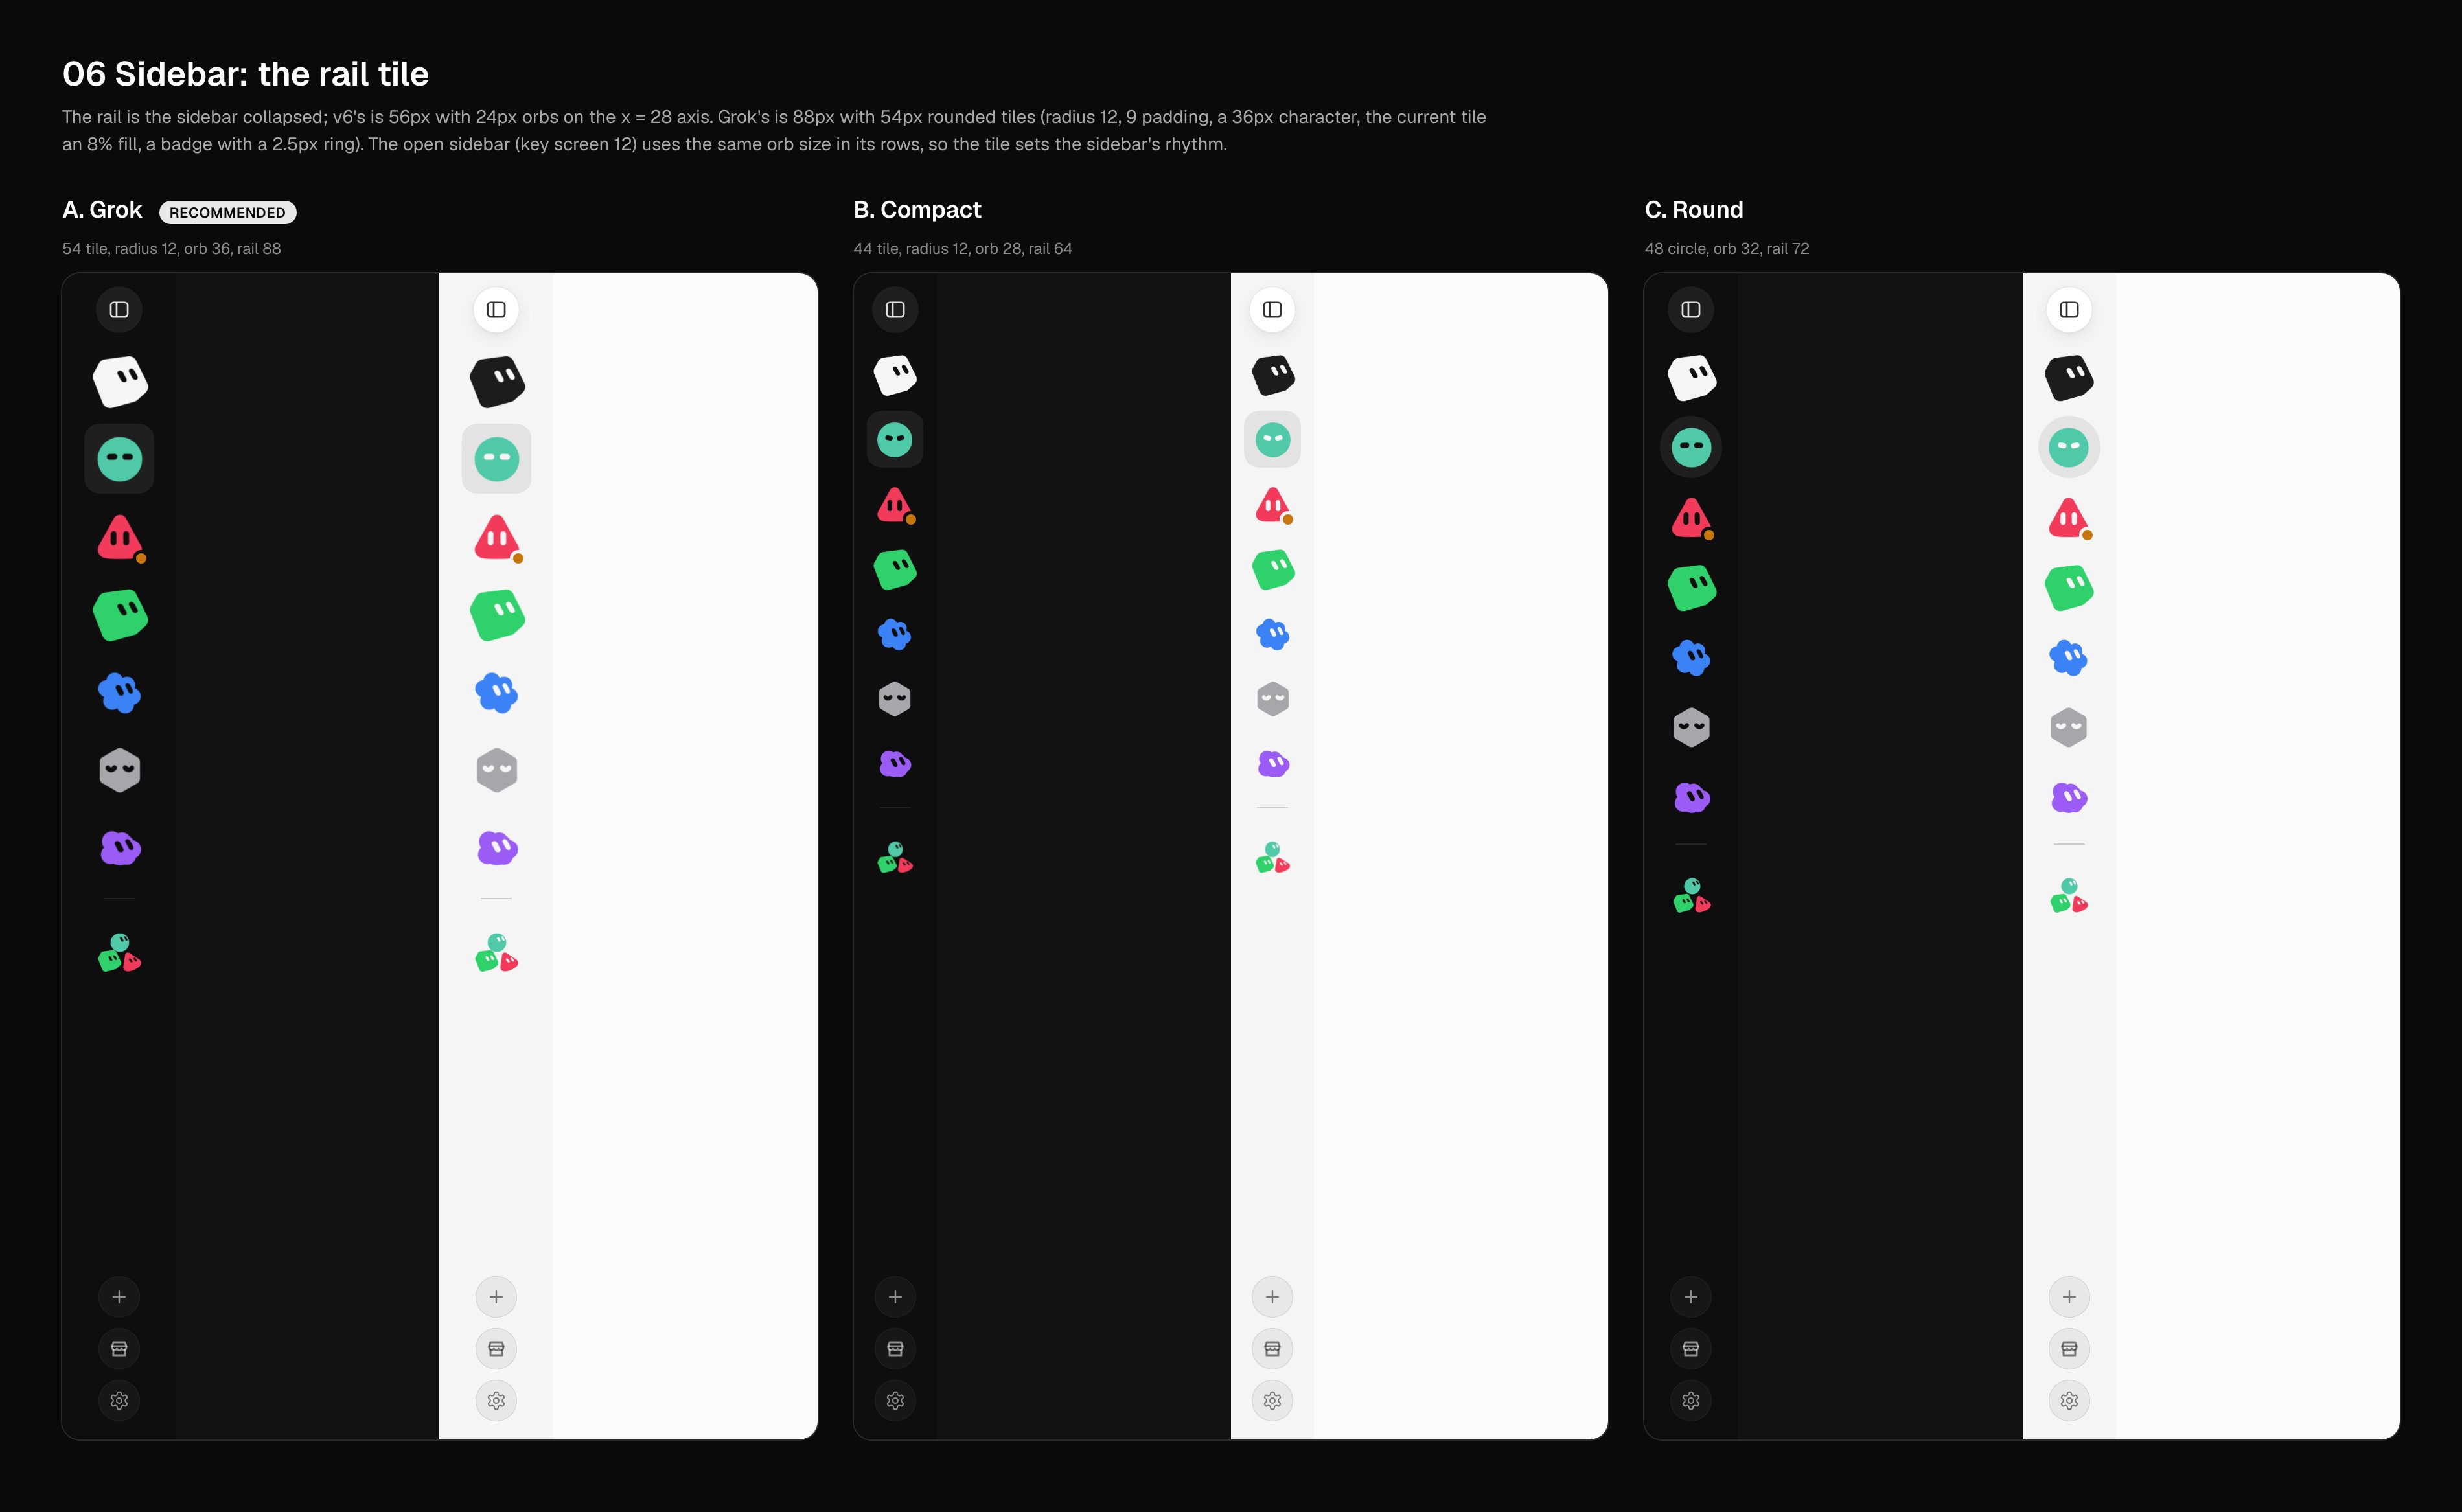 06 Sidebar: the rail tile
The rail is the sidebar collapsed; v6's is 56px with 24px orbs on the x = 28 axis. Grok's is 88px with 54px rounded tiles (radius 12, 9 padding, a 36px character, the current tile
an 8% fill, a badge with a 2.5px ring). The open sidebar (key screen 12) uses the same orb size in its rows, so the tile sets the sidebar's rhythm.
A. Grok RECOMMENDED
54 tile, radius 12, orb 36, rail 88
B. Compact
44 tile, radius 12, orb 28, rail 64
C. Round
48 circle, orb 32, rail 72